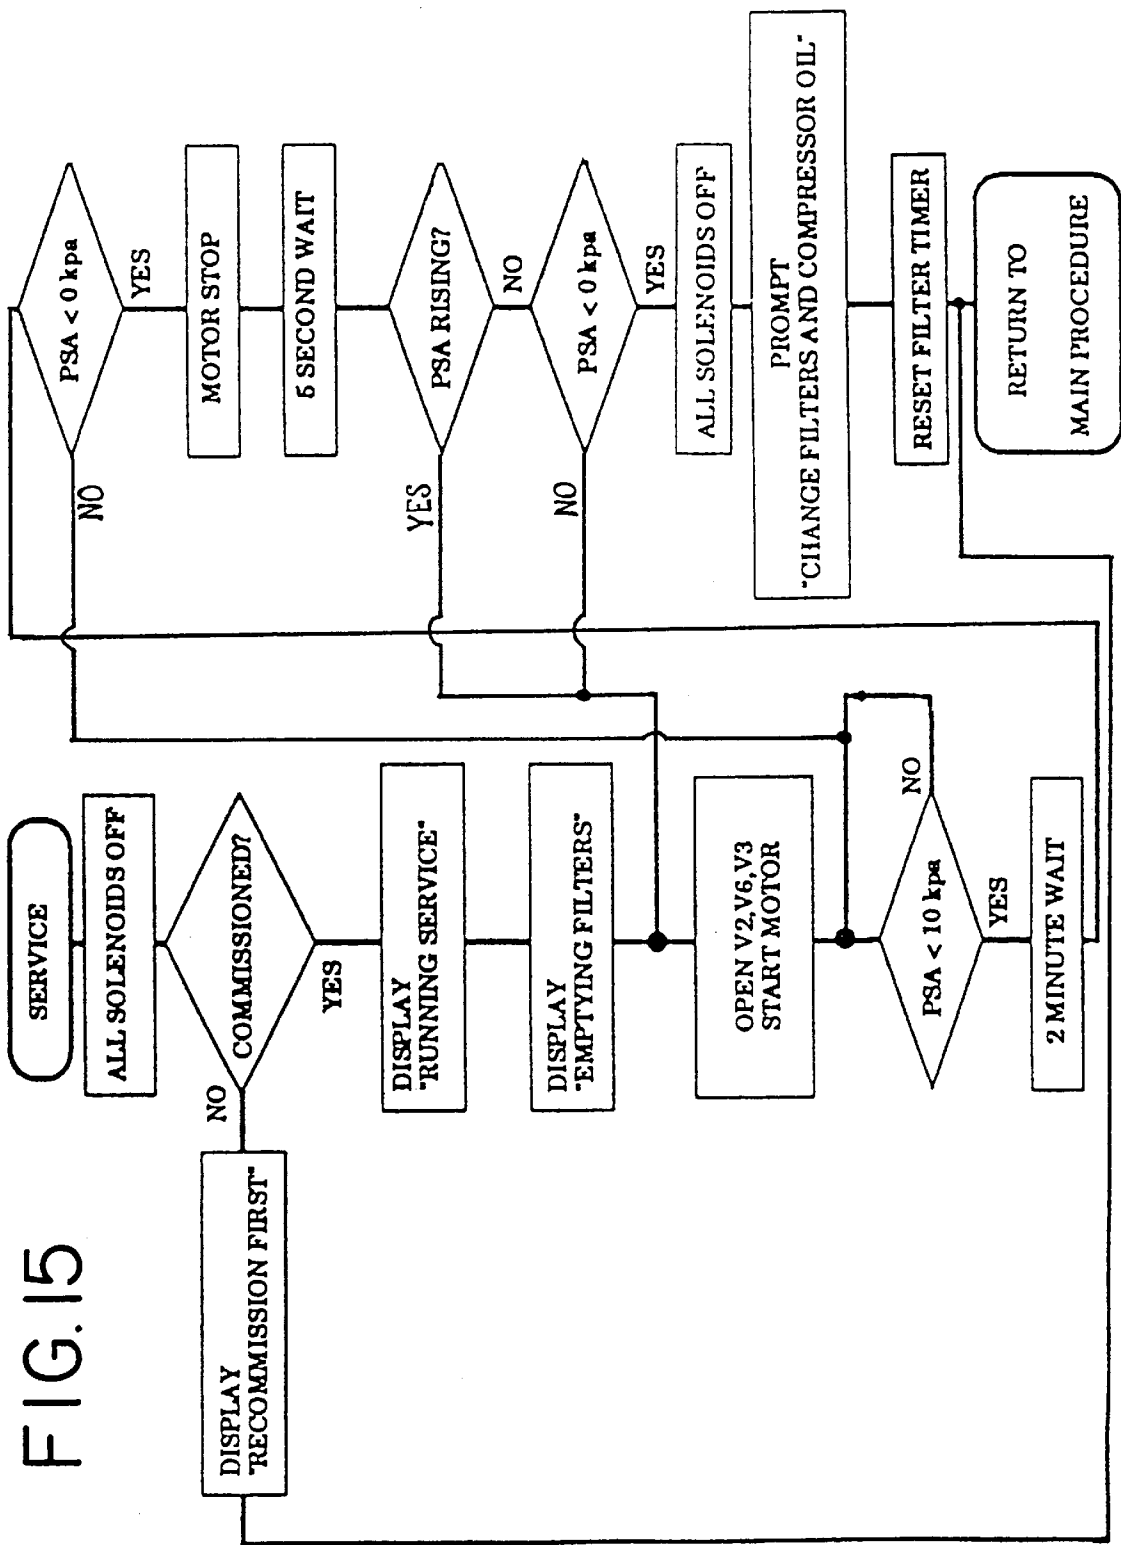 FIG.15
SERVICE
ALL SOLENOIDS OFF
COMMISSIONED?
NO
YES
DISPLAY
"RECOMMISSION FIRST"
DISPLAY
"RUNNING SERVICE"
DISPLAY
"EMPTYING FILTERS"
OPEN V2,V6,V3
START MOTOR
PSA < 10 kpa
NO
YES
2 MINUTE WAIT
PSA < 0 kpa
NO
YES
MOTOR STOP
5 SECOND WAIT
PSA RISING?
YES
NO
PSA < 0 kpa
NO
YES
ALL SOLENOIDS OFF
PROMPT
"CHANGE FILTERS AND COMPRESSOR OIL"
RESET FILTER TIMER
RETURN TO
MAIN PROCEDURE